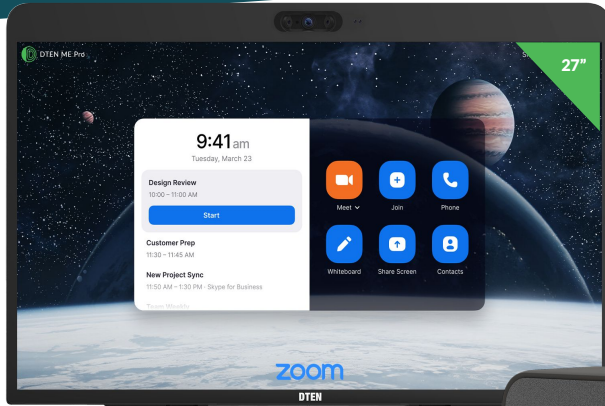 DTEN ME Pro
27"
9:41 am
Tuesday, March 23
Design Review
10:00 – 11:00 AM
Start
Customer Prep
11:30 – 11:45 AM
New Project Sync
11:50 AM – 1:30 PM · Skype for Business
Team Weekly
Meet
Join
Phone
Whiteboard
Share Screen
Contacts
zoom
DTEN